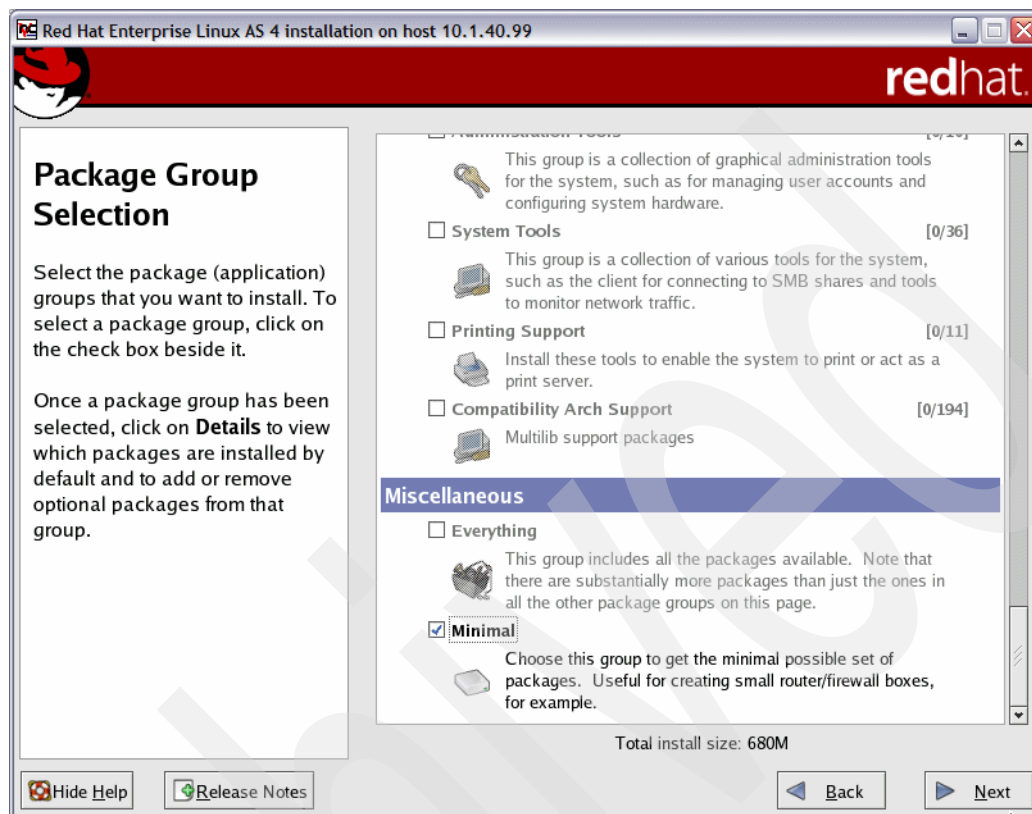 Red Hat Enterprise Linux AS 4 installation on host 10.1.40.99
redhat.
Package Group
Selection
Select the package (application)
groups that you want to install. To
select a package group, click on
the check box beside it.
Once a package group has been
selected, click on Details to view
which packages are installed by
default and to add or remove
optional packages from that
group.
Administration Tools
This group is a collection of graphical administration tools
for the system, such as for managing user accounts and
configuring system hardware.
System Tools [0/36]
This group is a collection of various tools for the system,
such as the client for connecting to SMB shares and tools
to monitor network traffic.
Printing Support [0/11]
Install these tools to enable the system to print or act as a
print server.
Compatibility Arch Support [0/194]
Multilib support packages
Miscellaneous
Everything
This group includes all the packages available. Note that
there are substantially more packages than just the ones in
all the other package groups on this page.
Minimal
Choose this group to get the minimal possible set of
packages. Useful for creating small router/firewall boxes,
for example.
Total install size: 680M
Hide Help
Release Notes
Back
Next